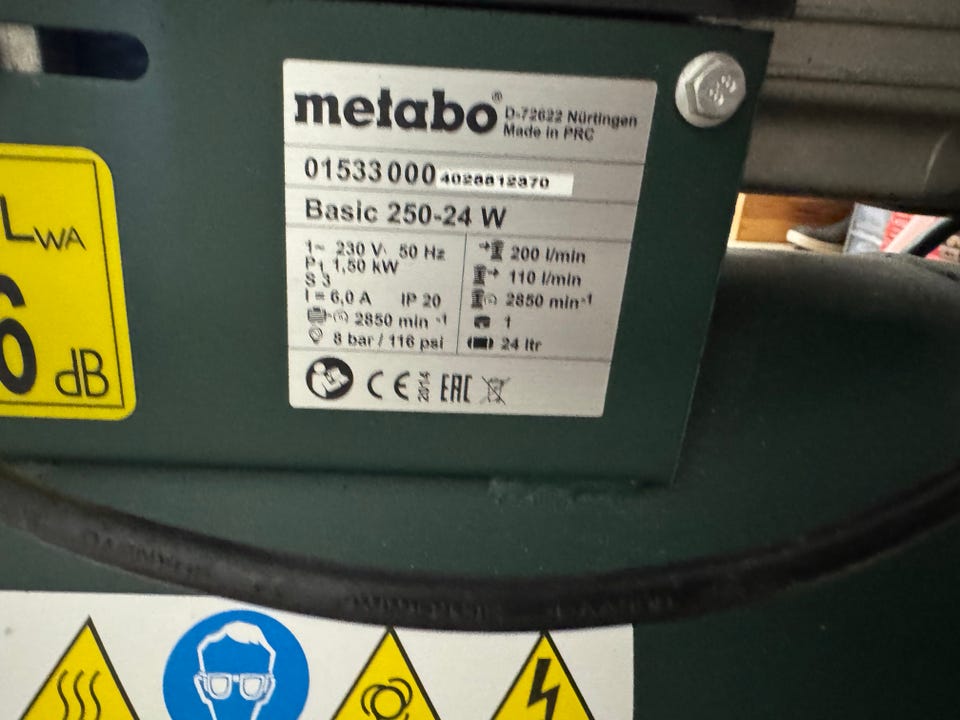 metabo®
D-72622 Nürtingen
Made in PRC
01533000 4028812370
Basic 250-24 W
1~ 230 V 50 Hz
P1 1,50 kW
S 3
I = 6,0 A IP 20
2850 min -1
8 bar / 116 psi
200 l/min
110 l/min
2850 min-1
1
24 ltr
CE 2014 EAC
LWA
dB